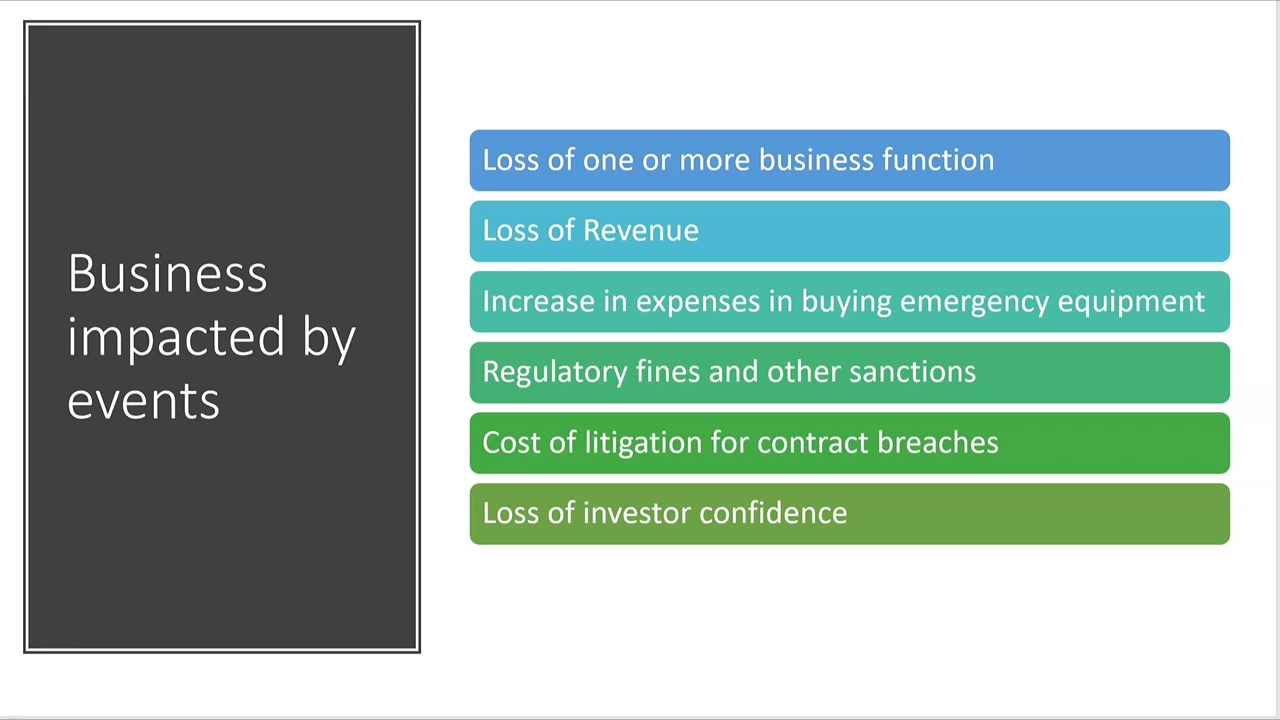 Business
impacted by
events
Loss of one or more business function
Loss of Revenue
Increase in expenses in buying emergency equipment
Regulatory fines and other sanctions
Cost of litigation for contract breaches
Loss of investor confidence